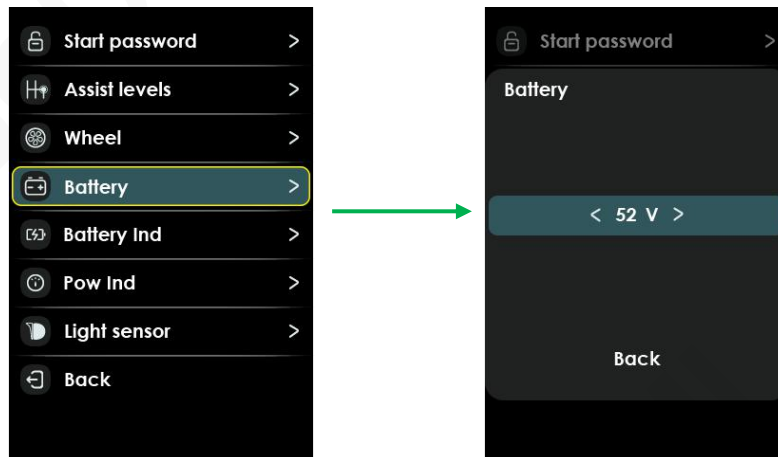 Start password >
Assist levels >
Wheel >
Battery >
Battery Ind >
Pow Ind >
Light sensor >
Back
Start password >
Battery
< 52 V >
Back